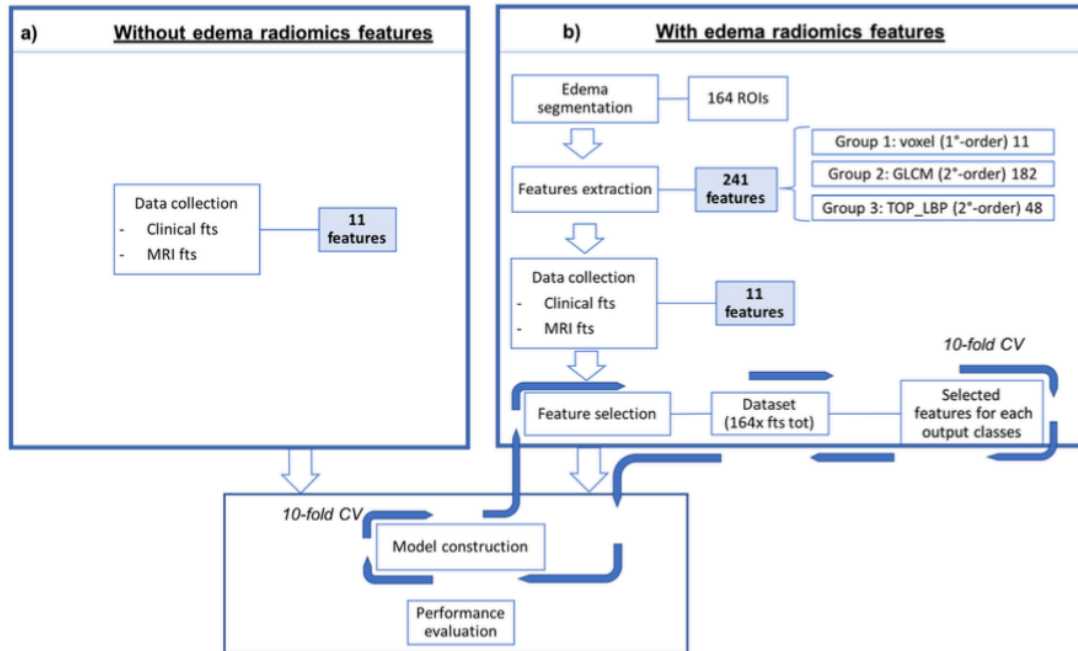 a)
Without edema radiomics features
Data collection
- Clinical fts
- MRI fts
11
features
b)
With edema radiomics features
Edema
segmentation
164 ROIs
Features extraction
241
features
Group 1: voxel (1°-order) 11
Group 2: GLCM (2°-order) 182
Group 3: TOP_LBP (2°-order) 48
Data collection
- Clinical fts
- MRI fts
11
features
10-fold CV
Feature selection
Dataset
(164x fts tot)
Selected
features for each
output classes
10-fold CV
Model construction
Performance
evaluation